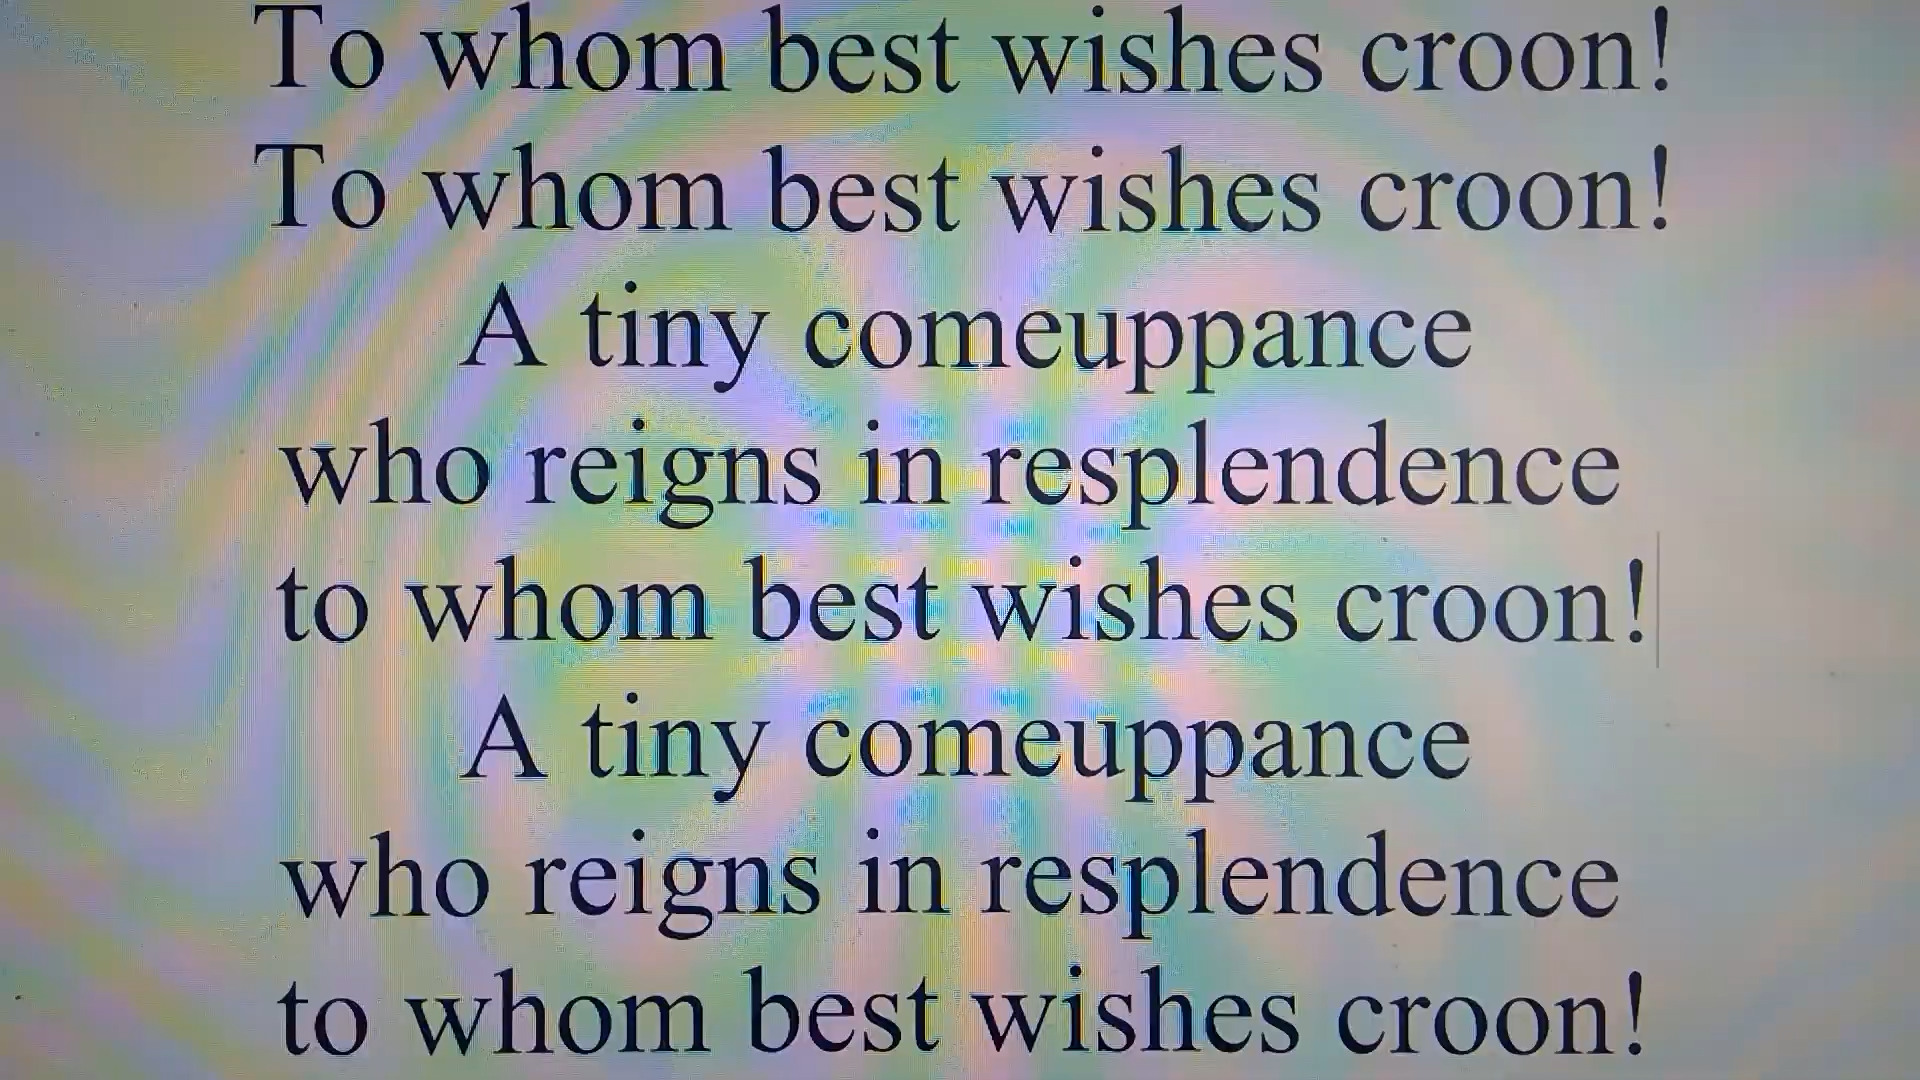 To whom best wishes croon!
To whom best wishes croon!
A tiny comeuppance
who reigns in resplendence
to whom best wishes croon!
A tiny comeuppance
who reigns in resplendence
to whom best wishes croon!